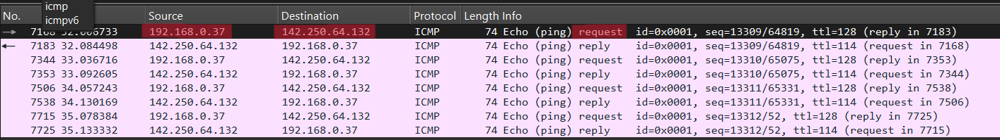 icmp
icmpv6
No. Source Destination Protocol Length Info
7168 32.006733 192.168.0.37 142.250.64.132 ICMP 74 Echo (ping) request id=0x0001, seq=13309/64819, ttl=128 (reply in 7183)
7183 32.084498 142.250.64.132 192.168.0.37 ICMP 74 Echo (ping) reply id=0x0001, seq=13309/64819, ttl=114 (request in 7168)
7344 33.036716 192.168.0.37 142.250.64.132 ICMP 74 Echo (ping) request id=0x0001, seq=13310/65075, ttl=128 (reply in 7353)
7353 33.092605 142.250.64.132 192.168.0.37 ICMP 74 Echo (ping) reply id=0x0001, seq=13310/65075, ttl=114 (request in 7344)
7506 34.057243 192.168.0.37 142.250.64.132 ICMP 74 Echo (ping) request id=0x0001, seq=13311/65331, ttl=128 (reply in 7538)
7538 34.130169 142.250.64.132 192.168.0.37 ICMP 74 Echo (ping) reply id=0x0001, seq=13311/65331, ttl=114 (request in 7506)
7715 35.078384 192.168.0.37 142.250.64.132 ICMP 74 Echo (ping) request id=0x0001, seq=13312/52, ttl=128 (reply in 7725)
7725 35.133332 142.250.64.132 192.168.0.37 ICMP 74 Echo (ping) reply id=0x0001, seq=13312/52, ttl=114 (request in 7715)